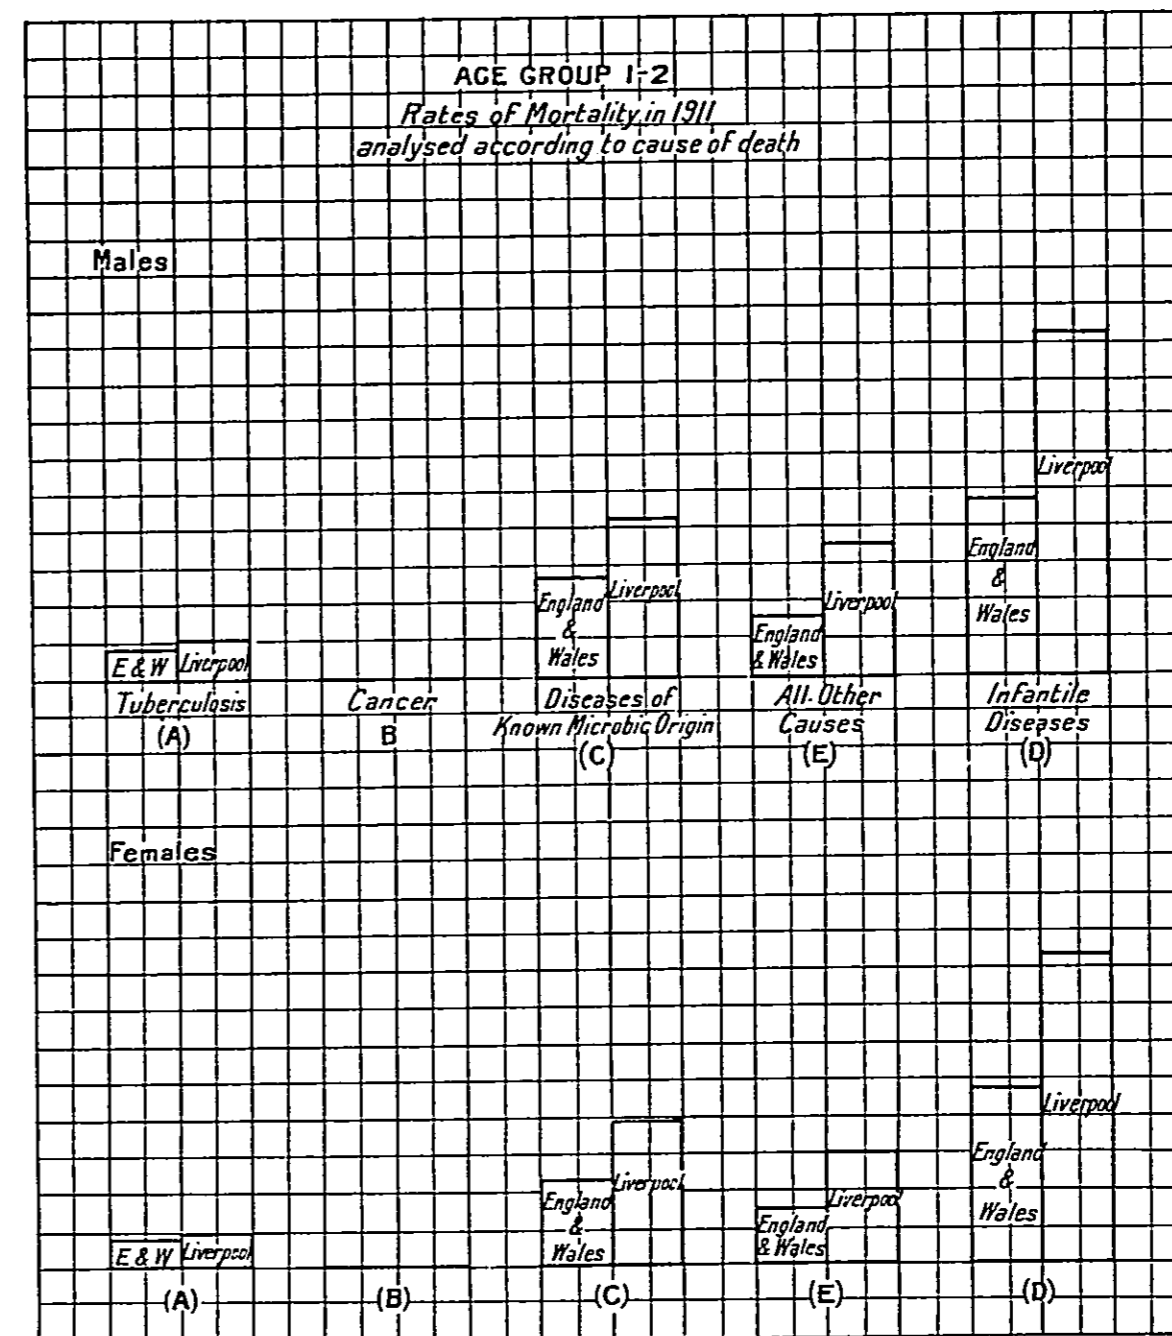 AGE GROUP 1-2
Rates of Mortality in 1911
analysed according to cause of death
Males
Liverpool
England
&
Wales
England
&
Wales
Liverpool
England
& Wales
Liverpool
E & W
Liverpool
Tuberculosis
(A)
Cancer
B
Diseases of
Known Microbic Origin
(C)
All Other
Causes
(E)
Infantile
Diseases
(D)
Females
Liverpool
England
&
Wales
England
&
Wales
Liverpool
England
& Wales
Liverpool
E & W
Liverpool
(A)
(B)
(C)
(E)
(D)